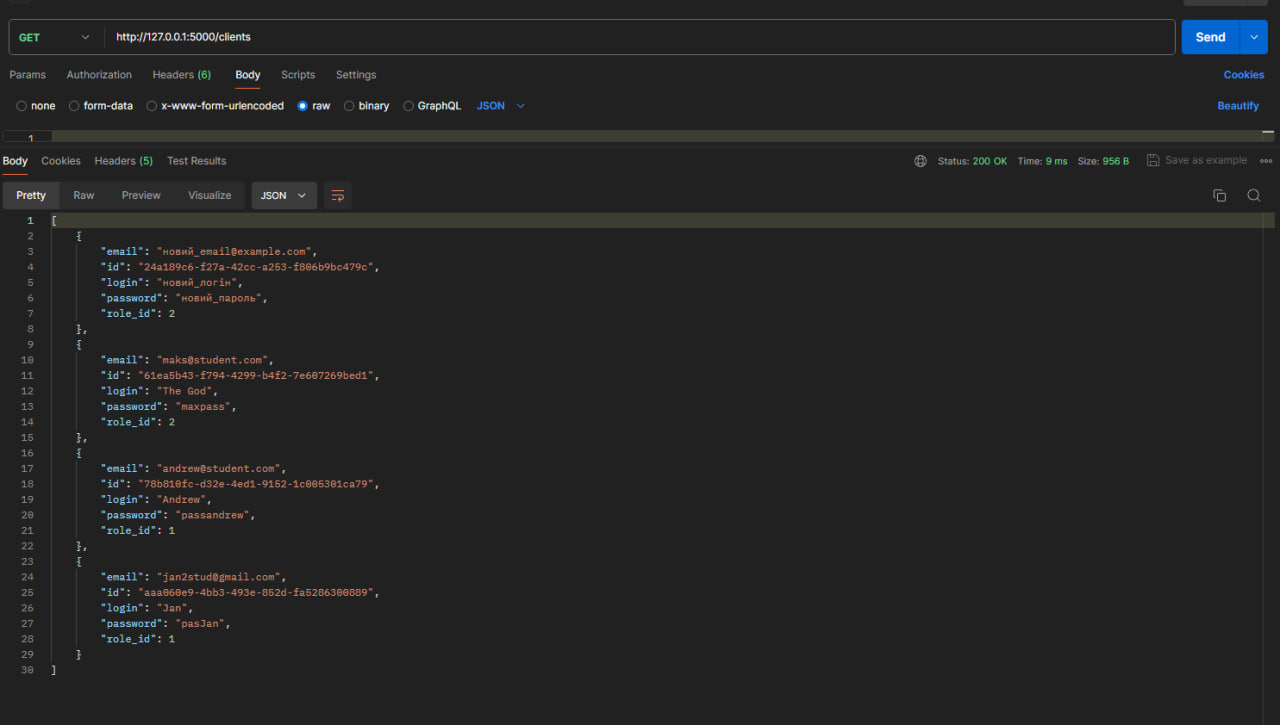 GET http://127.0.0.1:5000/clients Send
Params Authorization Headers (6) Body Scripts Settings Cookies
none form-data x-www-form-urlencoded raw binary GraphQL JSON Beautify
1
Body Cookies Headers (5) Test Results Status: 200 OK Time: 9 ms Size: 956 B Save as example
Pretty Raw Preview Visualize JSON
1 [
2 {
3 "email": "новий_email@example.com",
4 "id": "24a189c6-f27a-42cc-a253-f806b9bc479c",
5 "login": "новий_логін",
6 "password": "новий_пароль",
7 "role_id": 2
8 },
9 {
10 "email": "maks@student.com",
11 "id": "61ea5b43-f794-4299-b4f2-7e607269bed1",
12 "login": "The God",
13 "password": "maxpass",
14 "role_id": 2
15 },
16 {
17 "email": "andrew@student.com",
18 "id": "78b810fc-d32e-4ed1-9152-1c005301ca79",
19 "login": "Andrew",
20 "password": "passandrew",
21 "role_id": 1
22 },
23 {
24 "email": "jan2stud@gmail.com",
25 "id": "aaa060e9-4bb3-493e-852d-fa5286300889",
26 "login": "Jan",
27 "password": "pasJan",
28 "role_id": 1
29 }
30 ]